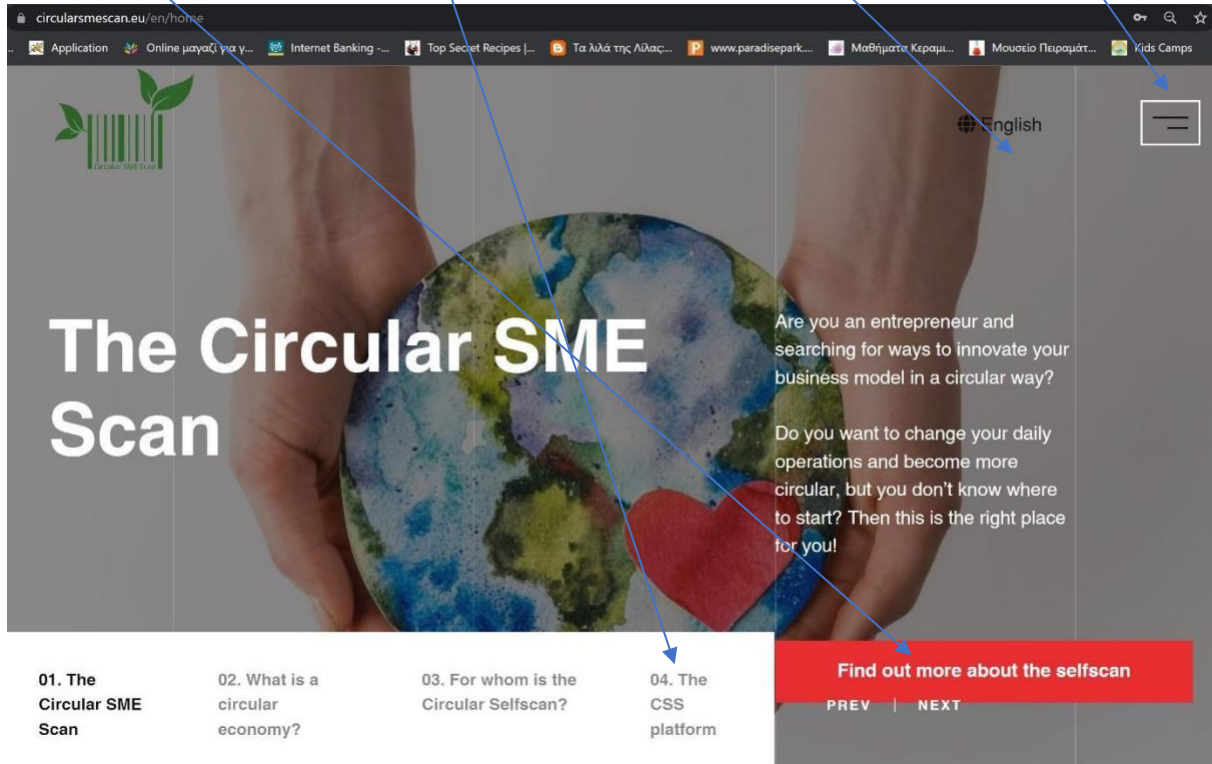 circularsmescan.eu/en/home
Application
Online μαγαζί για γ...
Internet Banking -...
Top Secret Recipes |...
Τα λιλά της Λίλας:...
www.paradisepark....
Μαθήματα Κεραμι...
Μουσείο Πειραμάτ...
Kids Camps
Circular SME Scan
English
The Circular SME
Scan
Are you an entrepreneur and
searching for ways to innovate your
business model in a circular way?
Do you want to change your daily
operations and become more
circular, but you don't know where
to start? Then this is the right place
for you!
Find out more about the selfscan
PREV | NEXT
01. The
Circular SME
Scan
02. What is a
circular
economy?
03. For whom is the
Circular Selfscan?
04. The
CSS
platform